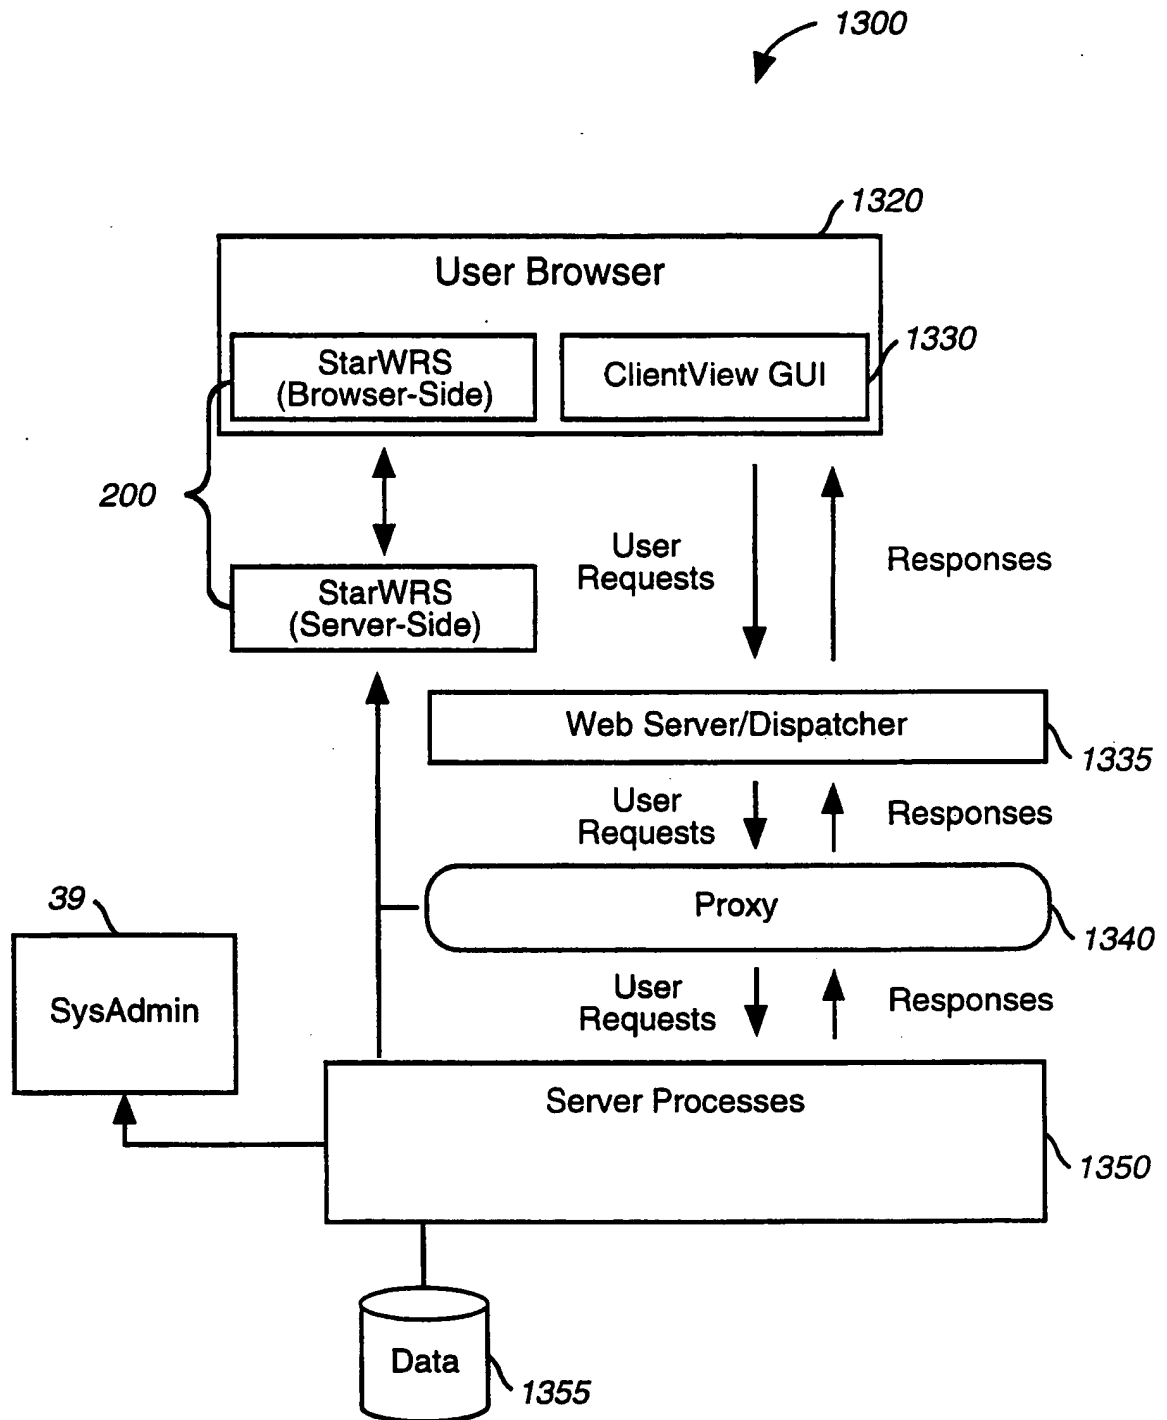 1300
1320
User Browser
StarWRS
(Browser-Side)
ClientView GUI
1330
200
StarWRS
(Server-Side)
User
Requests
Responses
Web Server/Dispatcher
1335
User
Requests
Responses
Proxy
1340
39
SysAdmin
User
Requests
Responses
Server Processes
1350
Data
1355